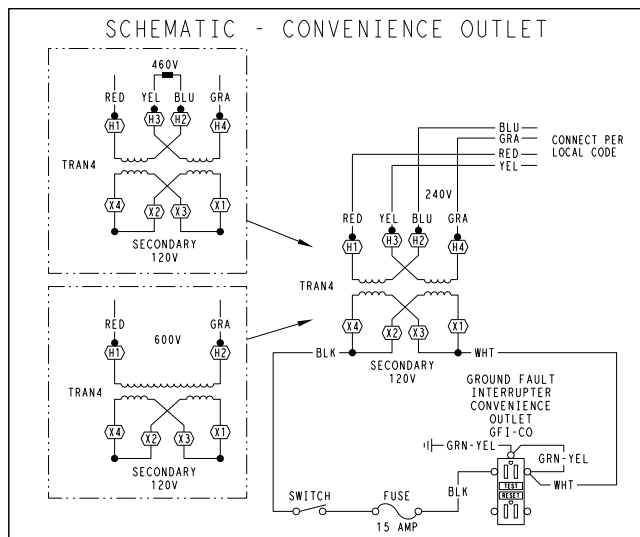 SCHEMATIC - CONVENIENCE OUTLET
460V
RED YEL BLU GRA
H1 H3 H2 H4
TRAN4
X4 X2 X3 X1
SECONDARY
120V
RED GRA
600V
H1 H2
TRAN4
X4 X2 X3 X1
SECONDARY
120V
BLU
GRA
RED
YEL
CONNECT PER
LOCAL CODE
240V
RED YEL BLU GRA
H1 H3 H2 H4
TRAN4
X4 X2 X3 X1
BLK
WHT
SECONDARY
120V
GROUND FAULT
INTERRUPTER
CONVENIENCE
OUTLET
GFI-CO
GRN-YEL
GRN-YEL
WHT
BLK
TEST
RESET
SWITCH
FUSE
15 AMP